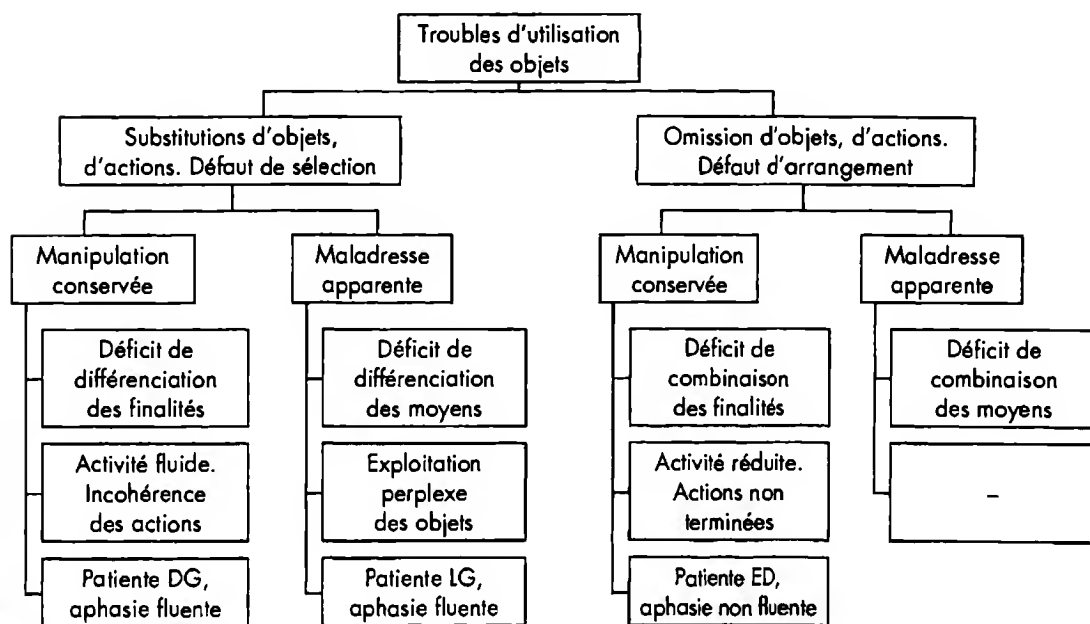 Troubles d'utilisation
des objets
Substitutions d'objets,
d'actions. Défaut de sélection
Omission d'objets, d'actions.
Défaut d'arrangement
Manipulation
conservée
Maladresse
apparente
Manipulation
conservée
Maladresse
apparente
Déficit de
différenciation
des finalités
Déficit de
différenciation
des moyens
Déficit de
combinaison
des finalités
Déficit de
combinaison
des moyens
Activité fluide.
Incohérence
des actions
Exploitation
perplexe
des objets
Activité réduite.
Actions non
terminées
–
Patiente DG,
aphasie fluente
Patiente LG,
aphasie fluente
Patiente ED,
aphasie non fluente